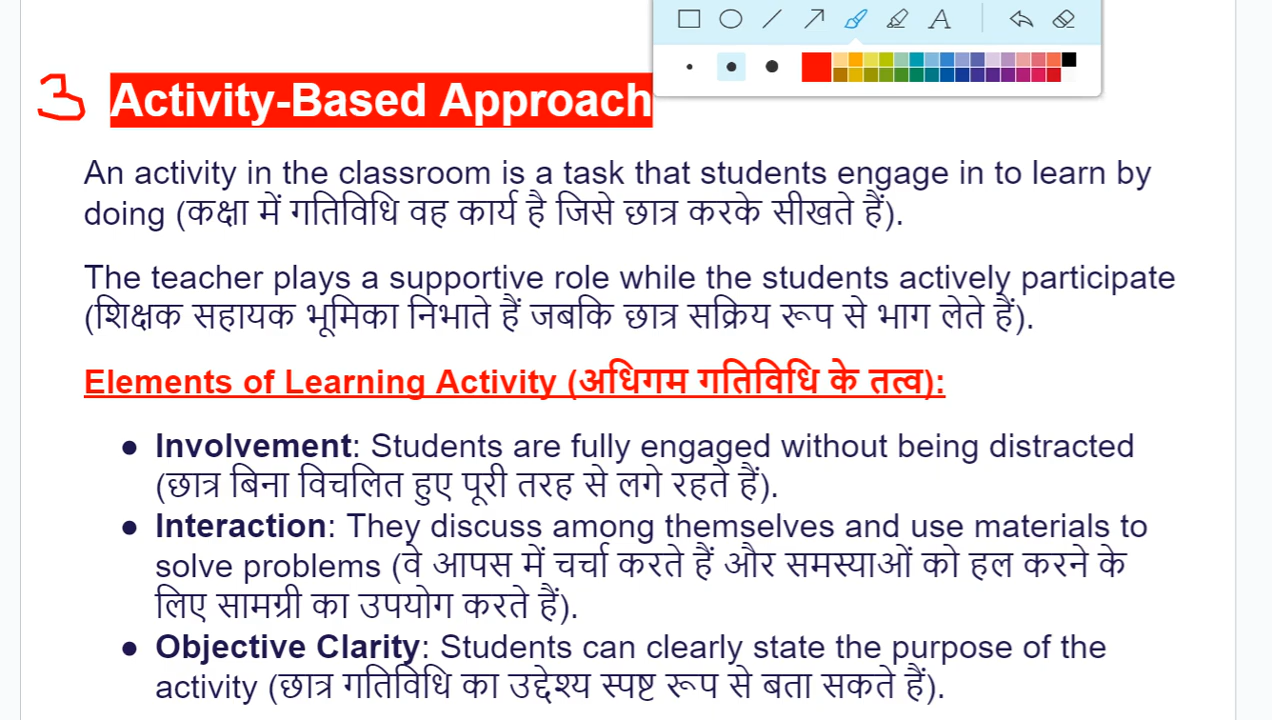 3 Activity-Based Approach
An activity in the classroom is a task that students engage in to learn by
doing (कक्षा में गतिविधि वह कार्य है जिसे छात्र करके सीखते हैं).
The teacher plays a supportive role while the students actively participate
(शिक्षक सहायक भूमिका निभाते हैं जबकि छात्र सक्रिय रूप से भाग लेते हैं).
Elements of Learning Activity (अधिगम गतिविधि के तत्व):
● Involvement: Students are fully engaged without being distracted
(छात्र बिना विचलित हुए पूरी तरह से लगे रहते हैं).
● Interaction: They discuss among themselves and use materials to
solve problems (वे आपस में चर्चा करते हैं और समस्याओं को हल करने के
लिए सामग्री का उपयोग करते हैं).
● Objective Clarity: Students can clearly state the purpose of the
activity (छात्र गतिविधि का उद्देश्य स्पष्ट रूप से बता सकते हैं).